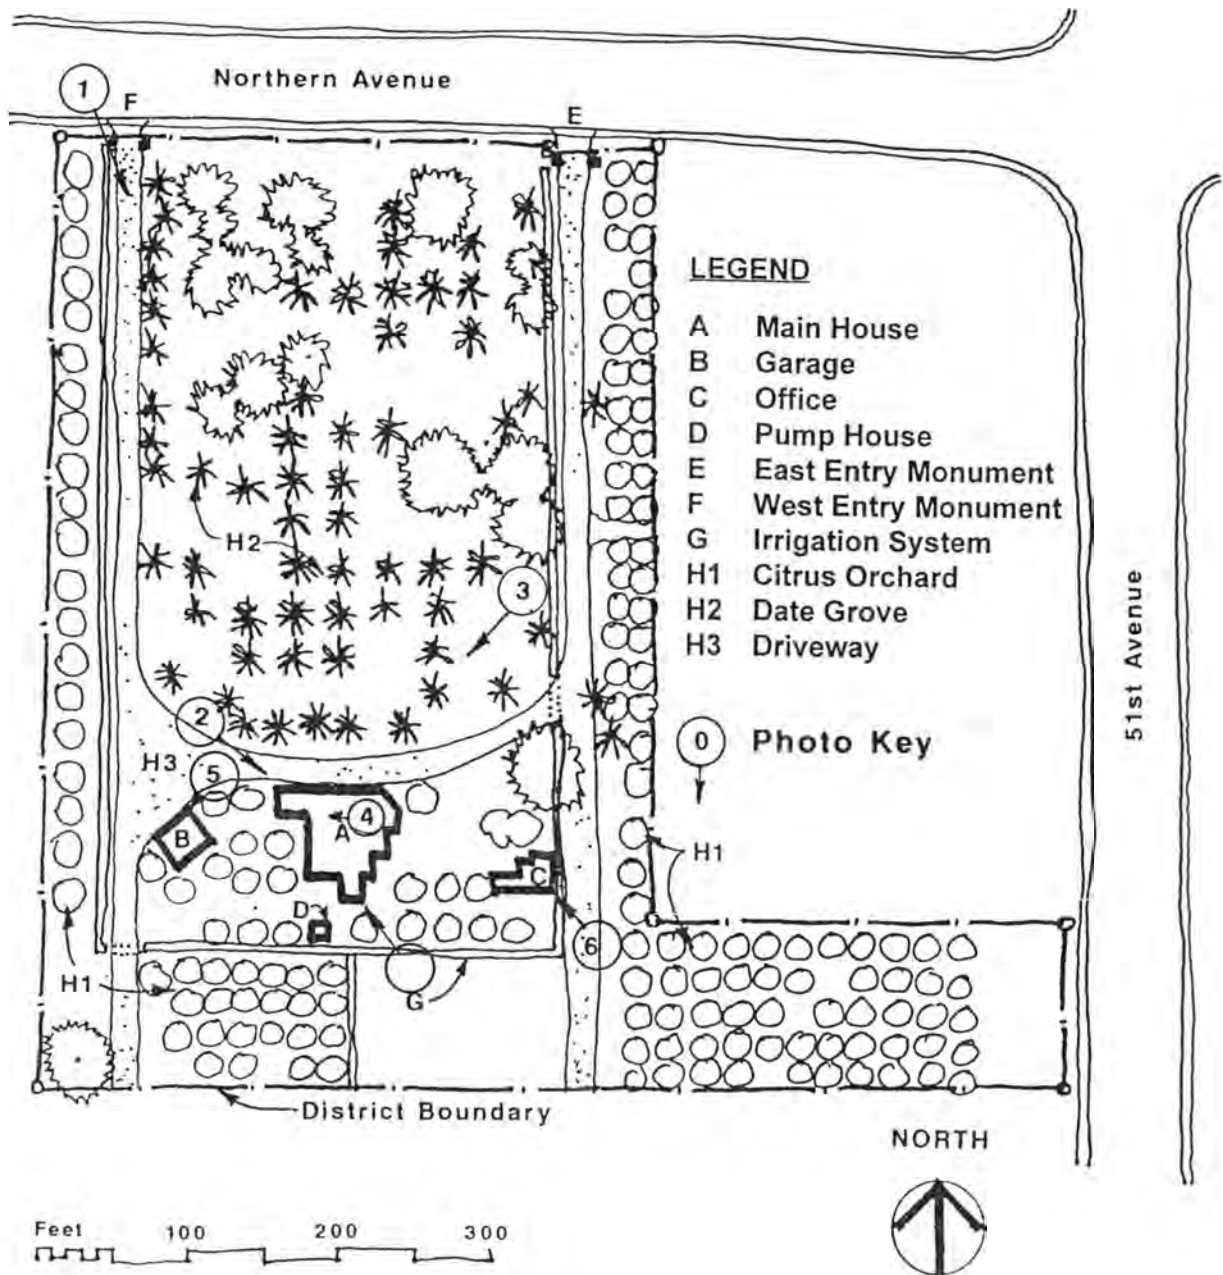 Northern Avenue
1
F
E
LEGEND
A Main House
B Garage
C Office
D Pump House
E East Entry Monument
F West Entry Monument
G Irrigation System
H1 Citrus Orchard
H2 Date Grove
H3 Driveway
H2
3
51st Avenue
2
0 Photo Key
H3
5
4
A
B
H1
C
D
6
H1
G
District Boundary
NORTH
Feet 100 200 300